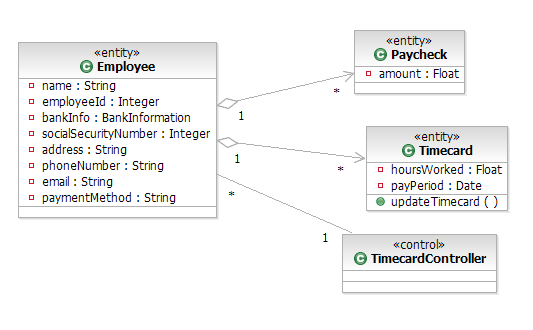 «entity»
Employee
name : String
employeeId : Integer
bankInfo : BankInformation
socialSecurityNumber : Integer
address : String
phoneNumber : String
email : String
paymentMethod : String
«entity»
Paycheck
amount : Float
1
*
«entity»
Timecard
hoursWorked : Float
payPeriod : Date
updateTimecard ( )
1
*
*
1
«control»
TimecardController